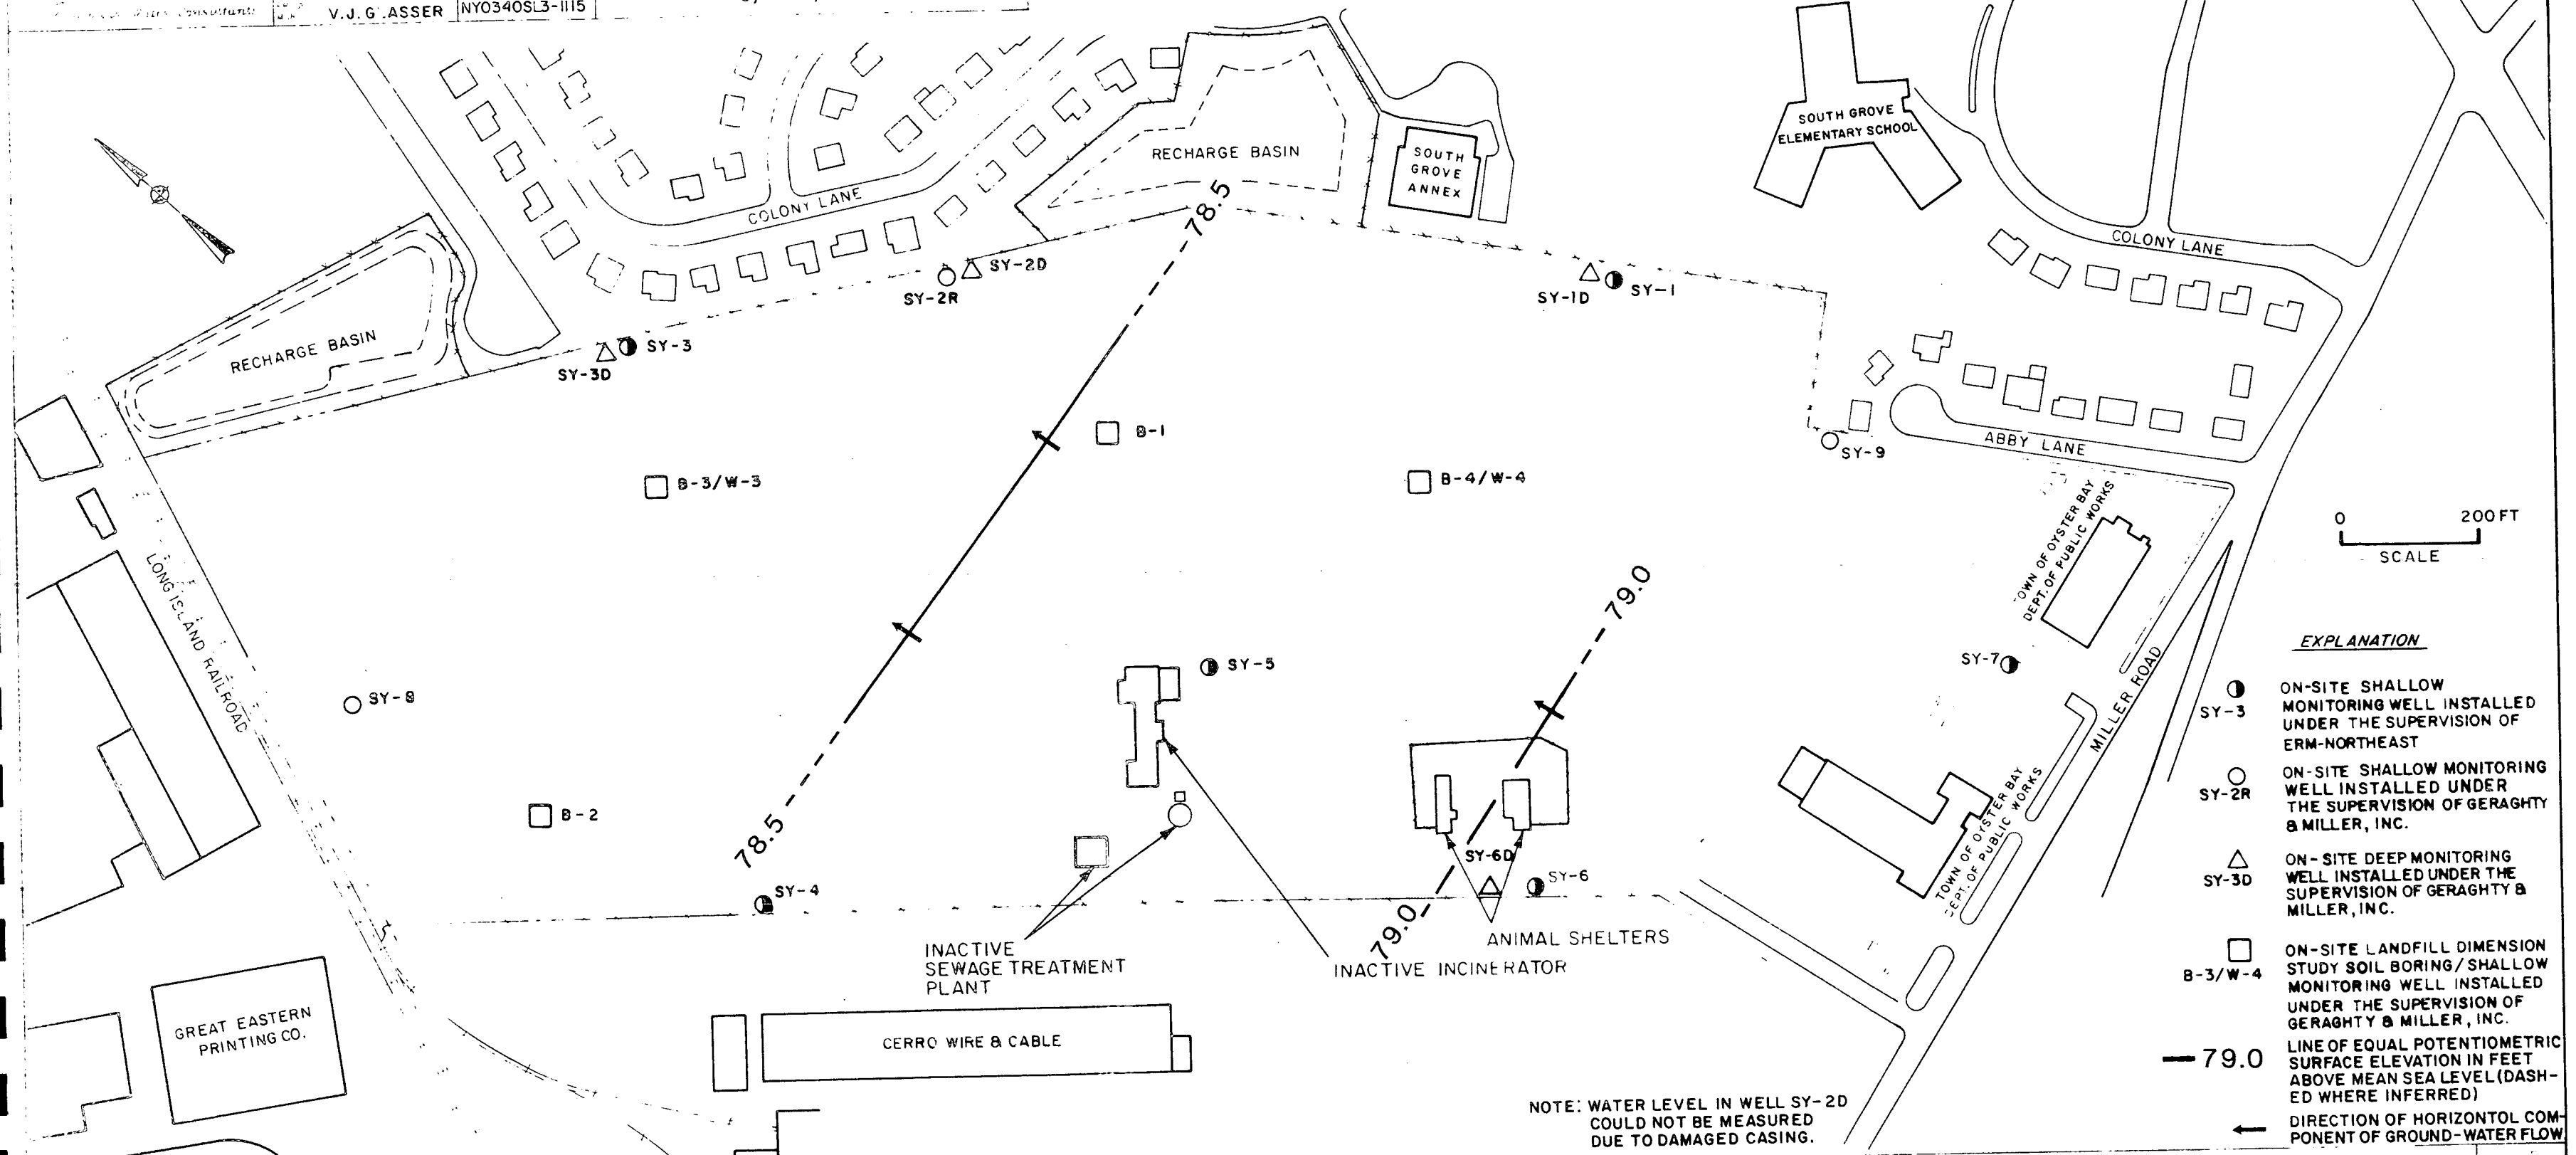 V.J. GLASSER
NY0340SL3-1115
SOUTH GROVE
ELEMENTARY SCHOOL
RECHARGE BASIN
SOUTH
GROVE
ANNEX
COLONY LANE
78.5
COLONY LANE
SY-2D
SY-2R
SY-1D
SY-1
RECHARGE BASIN
SY-3
SY-3D
B-1
ABBY LANE
SY-9
B-3/W-3
B-4/W-4
TOWN OF OYSTER BAY
DEPT. OF PUBLIC WORKS
0 200 FT
SCALE
LONG ISLAND RAILROAD
79.0
SY-5
SY-7
SY-8
MILLER ROAD
B-2
78.5
SY-4
SY-6D
SY-6
TOWN OF OYSTER BAY
DEPT. OF PUBLIC WORKS
79.0
ANIMAL SHELTERS
INACTIVE
SEWAGE TREATMENT
PLANT
INACTIVE INCINERATOR
GREAT EASTERN
PRINTING CO.
CERRO WIRE & CABLE
NOTE: WATER LEVEL IN WELL SY-2D
COULD NOT BE MEASURED
DUE TO DAMAGED CASING.
EXPLANATION
SY-3
ON-SITE SHALLOW
MONITORING WELL INSTALLED
UNDER THE SUPERVISION OF
ERM-NORTHEAST
SY-2R
ON-SITE SHALLOW MONITORING
WELL INSTALLED UNDER
THE SUPERVISION OF GERAGHTY
& MILLER, INC.
SY-3D
ON-SITE DEEP MONITORING
WELL INSTALLED UNDER THE
SUPERVISION OF GERAGHTY &
MILLER, INC.
B-3/W-4
ON-SITE LANDFILL DIMENSION
STUDY SOIL BORING/SHALLOW
MONITORING WELL INSTALLED
UNDER THE SUPERVISION OF
GERAGHTY & MILLER, INC.
79.0
LINE OF EQUAL POTENTIOMETRIC
SURFACE ELEVATION IN FEET
ABOVE MEAN SEA LEVEL (DASH-
ED WHERE INFERRED)
DIRECTION OF HORIZONTOL COM-
PONENT OF GROUND-WATER FLOW